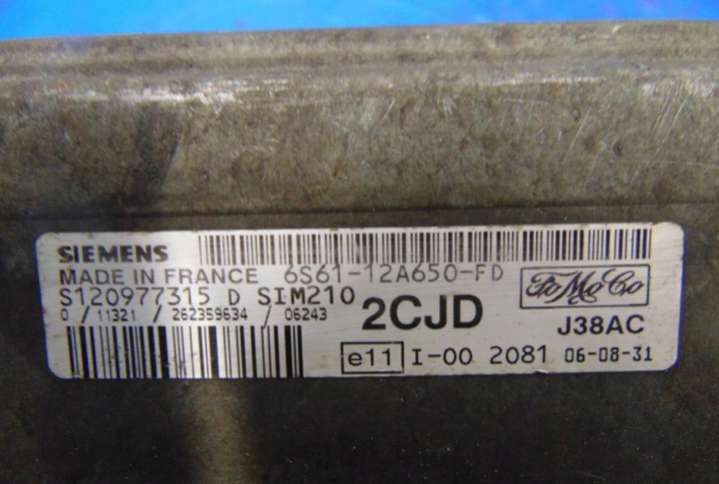 SIEMENS
MADE IN FRANCE 6S61-12A650-FD
S120977315 D SIM210
FoMoCo
0 / 11321 / 262359634 / 06243
2CJD
J38AC
e11 I-00 2081 06-08-31